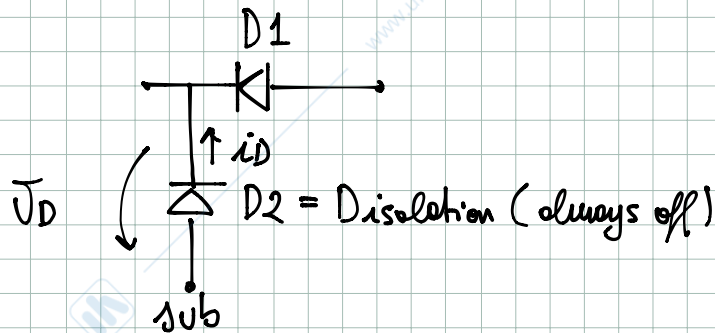 D1
iD
VD
D2 = Disolation (always off)
sub